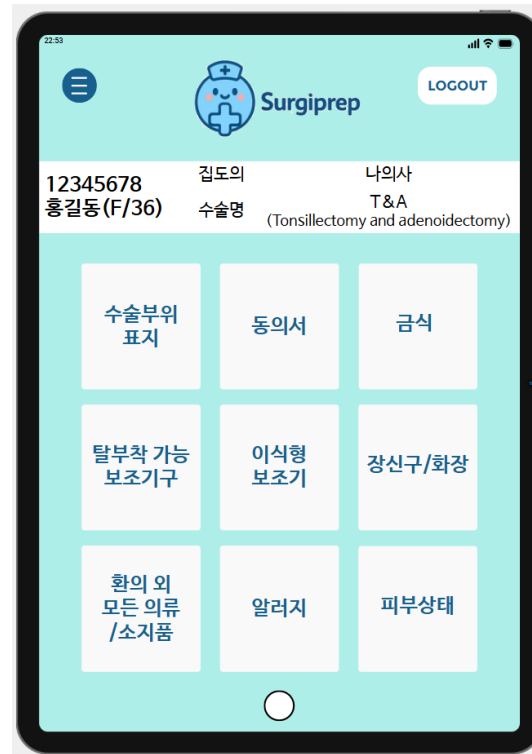 22:53
Surgiprep
LOGOUT
12345678
홍길동(F/36)
집도의
나의사
수술명
T&A
(Tonsillectomy and adenoidectomy)
수술부위
표지
동의서
금식
탈부착 가능
보조기구
이식형
보조기
장신구/화장
환의 외
모든 의류
/소지품
알러지
피부상태